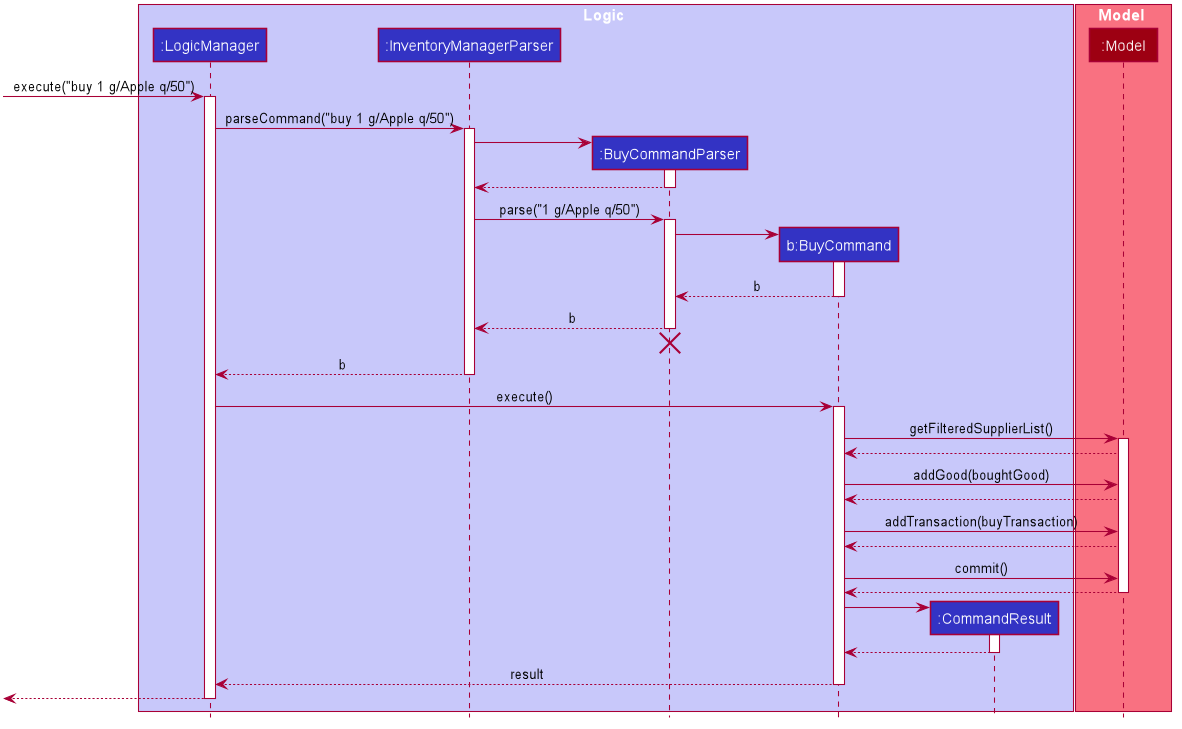 Logic
Model
:LogicManager
:InventoryManagerParser
:Model
execute("buy 1 g/Apple q/50")
parseCommand("buy 1 g/Apple q/50")
:BuyCommandParser
parse("1 g/Apple q/50")
b:BuyCommand
b
b
b
execute()
getFilteredSupplierList()
addGood(boughtGood)
addTransaction(buyTransaction)
commit()
:CommandResult
result